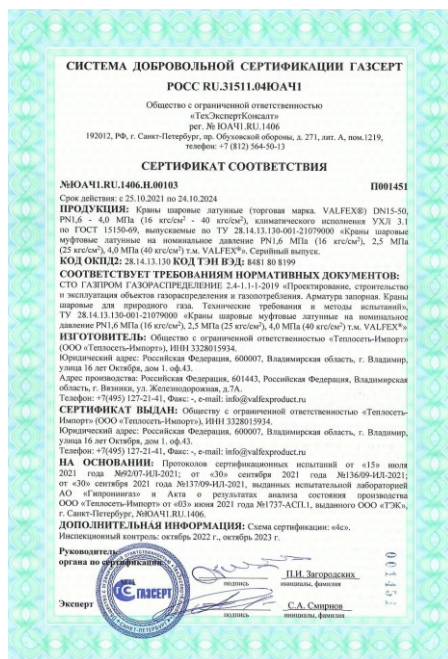 СИСТЕМА ДОБРОВОЛЬНОЙ СЕРТИФИКАЦИИ ГАЗСЕРТ
РОСС RU.31511.04ЮАЧ1
Общество с ограниченной ответственностью
«ТехЭкспертКонсалт»
рег. № ЮАЧ1.RU.1406
192012, РФ, г. Санкт-Петербург, пр. Обуховской обороны, д. 271, лит. А, пом.1219,
телефон: +7 (812) 564-50-13
СЕРТИФИКАТ СООТВЕТСТВИЯ
№ЮАЧ1.RU.1406.Н.00103 П001451
Срок действия: с 25.10.2021 по 24.10.2024
ПРОДУКЦИЯ: Краны шаровые латунные (торговая марка. VALFEX®) DN15-50,
PN1,6 - 4,0 МПа (16 кгс/см² - 40 кгс/см²), климатического исполнения УХЛ 3.1
по ГОСТ 15150-69, выпускаемые по ТУ 28.14.13.130-001-21079000 «Краны шаровые
муфтовые латунные на номинальное давление PN1,6 МПа (16 кгс/см²), 2,5 МПа
(25 кгс/см²), 4,0 МПа (40 кгс/см²) т.м. VALFEX®». Серийный выпуск.
КОД ОКПД2: 28.14.13.130 КОД ТЭН ВЭД: 8481 80 8199
СООТВЕТСТВУЕТ ТРЕБОВАНИЯМ НОРМАТИВНЫХ ДОКУМЕНТОВ:
СТО ГАЗПРОМ ГАЗОРАСПРЕДЕЛЕНИЕ 2.4-1.1-1-2019 «Проектирование, строительство
и эксплуатация объектов газораспределения и газопотребления. Арматура запорная. Краны
шаровые для природного газа. Технические требования и методы испытаний»,
ТУ 28.14.13.130-001-21079000 «Краны шаровые муфтовые латунные на номинальное
давление PN1,6 МПа (16 кгс/см²), 2,5 МПа (25 кгс/см²), 4,0 МПа (40 кгс/см²) т.м. VALFEX®»
ИЗГОТОВИТЕЛЬ: Общество с ограниченной ответственностью «Теплосеть-Импорт»
(ООО «Теплосеть-Импорт»), ИНН 3328015934.
Юридический адрес: Российская Федерация, 600007, Владимирская область, г. Владимир,
улица 16 лет Октября, дом 1. оф.43.
Адрес производства: Российская Федерация, 601443, Российская Федерация, Владимирская
область, г. Вязники, ул. Железнодорожная, д.7А.
Телефон: +7(495) 127-21-41, Факс: -, e-mail: info@valfexproduct.ru
СЕРТИФИКАТ ВЫДАН: Обществу с ограниченной ответственностью «Теплосеть-
Импорт» (ООО «Теплосеть-Импорт»), ИНН 3328015934.
Юридический адрес: Российская Федерация, 600007, Владимирская область, г. Владимир,
улица 16 лет Октября, дом 1. оф.43.
Телефон: +7(495) 127-21-41, Факс: -, e-mail: info@valfexproduct.ru
НА ОСНОВАНИИ: Протоколов сертификационных испытаний от «15» июля
2021 года №92/07-ИЛ-2021; от «30» сентября 2021 года №136/09-ИЛ-2021;
от «30» сентября 2021 года №137/09-ИЛ-2021, выданных испытательной лабораторией
АО «Гипрониигаз» и Акта о результатах анализа состояния производства
ООО «Теплосеть-Импорт» от «03» июня 2021 года №1737-АСП.1, выданного ООО «ТЭК»,
г. Санкт-Петербург, №ЮАЧ1.RU.1406.
ДОПОЛНИТЕЛЬНАЯ ИНФОРМАЦИЯ: Схема сертификации: «4с».
Инспекционный контроль: октябрь 2022 г., октябрь 2023 г.
Руководитель
органа по сертификации
подпись
П.И. Загородских
инициалы, фамилия
ГАЗСЕРТ
Эксперт
подпись
С.А. Смирнов
инициалы, фамилия
001451